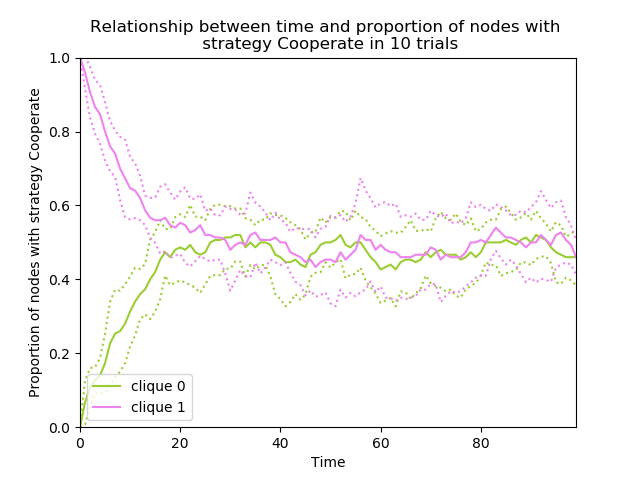 Relationship between time and proportion of nodes with
strategy Cooperate in 10 trials
Proportion of nodes with strategy Cooperate
1.0
0.8
0.6
0.4
0.2
0.0
clique 0
clique 1
0
20
40
60
80
Time